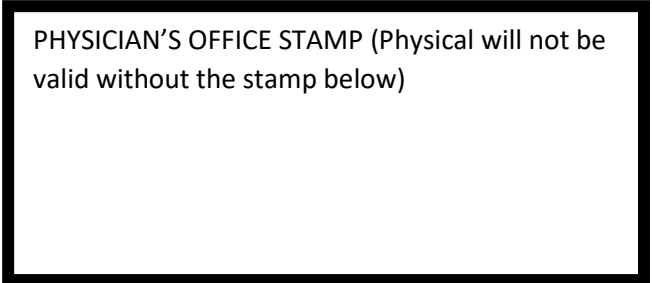 PHYSICIAN’S OFFICE STAMP (Physical will not be
valid without the stamp below)